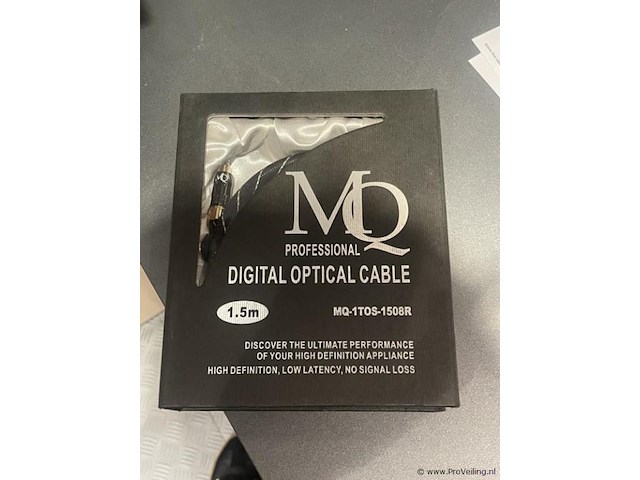 MQ
MQ
PROFESSIONAL
DIGITAL OPTICAL CABLE
1.5m
MQ-1TOS-1508R
DISCOVER THE ULTIMATE PERFORMANCE
OF YOUR HIGH DEFINITION APPLIANCE
HIGH DEFINITION, LOW LATENCY, NO SIGNAL LOSS
© www.ProVeiling.nl